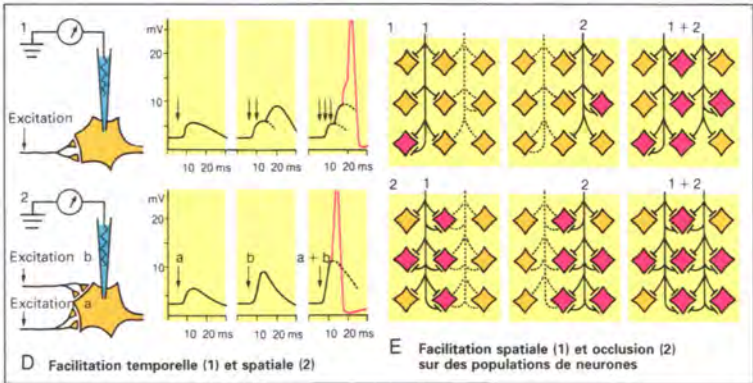 1
mV
20
10
Excitation
10 20 ms
10 20 ms
10 20 ms
2
mV
20
10
Excitation b
Excitation a
a
b
a + b
10 20 ms
10 20 ms
10 20 ms
D Facilitation temporelle (1) et spatiale (2)
1 1
2
1 + 2
2 1
2
1 + 2
E Facilitation spatiale (1) et occlusion (2)
sur des populations de neurones